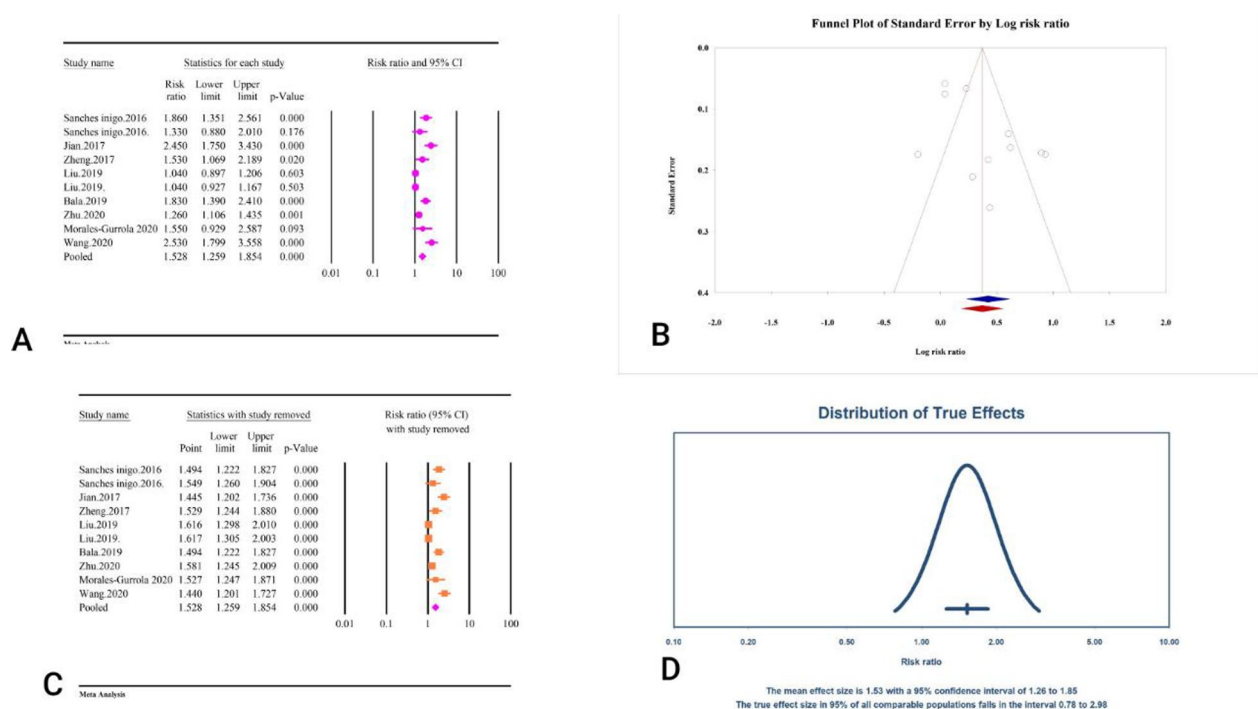 Study name Statistics for each study Risk ratio and 95% CI
Risk ratio Lower limit Upper limit p-Value
Sanches inigo.2016 1.860 1.351 2.561 0.000
Sanches inigo.2016. 1.330 0.880 2.010 0.176
Jian.2017 2.450 1.750 3.430 0.000
Zheng.2017 1.530 1.069 2.189 0.020
Liu.2019 1.040 0.897 1.206 0.603
Liu.2019. 1.040 0.927 1.167 0.503
Bala.2019 1.830 1.390 2.410 0.000
Zhu.2020 1.260 1.106 1.435 0.001
Morales-Gurrola 2020 1.550 0.929 2.587 0.093
Wang.2020 2.530 1.799 3.558 0.000
Pooled 1.528 1.259 1.854 0.000
0.01 0.1 1 10 100
A
Meta Analysis
Funnel Plot of Standard Error by Log risk ratio
Standard Error
0.0
0.1
0.2
0.3
0.4
-2.0 -1.5 -1.0 -0.5 0.0 0.5 1.0 1.5 2.0
Log risk ratio
B
Study name Statistics with study removed Risk ratio (95% CI) with study removed
Point Lower limit Upper limit p-Value
Sanches inigo.2016 1.494 1.222 1.827 0.000
Sanches inigo.2016. 1.549 1.260 1.904 0.000
Jian.2017 1.445 1.202 1.736 0.000
Zheng.2017 1.529 1.244 1.880 0.000
Liu.2019 1.616 1.298 2.010 0.000
Liu.2019. 1.617 1.305 2.003 0.000
Bala.2019 1.494 1.222 1.827 0.000
Zhu.2020 1.581 1.245 2.009 0.000
Morales-Gurrola 2020 1.527 1.247 1.871 0.000
Wang.2020 1.440 1.201 1.727 0.000
Pooled 1.528 1.259 1.854 0.000
0.01 0.1 1 10 100
C
Meta Analysis
Distribution of True Effects
0.10 0.20 0.50 1.00 2.00 5.00 10.00
Risk ratio
D
The mean effect size is 1.53 with a 95% confidence interval of 1.26 to 1.85
The true effect size in 95% of all comparable populations falls in the interval 0.78 to 2.98